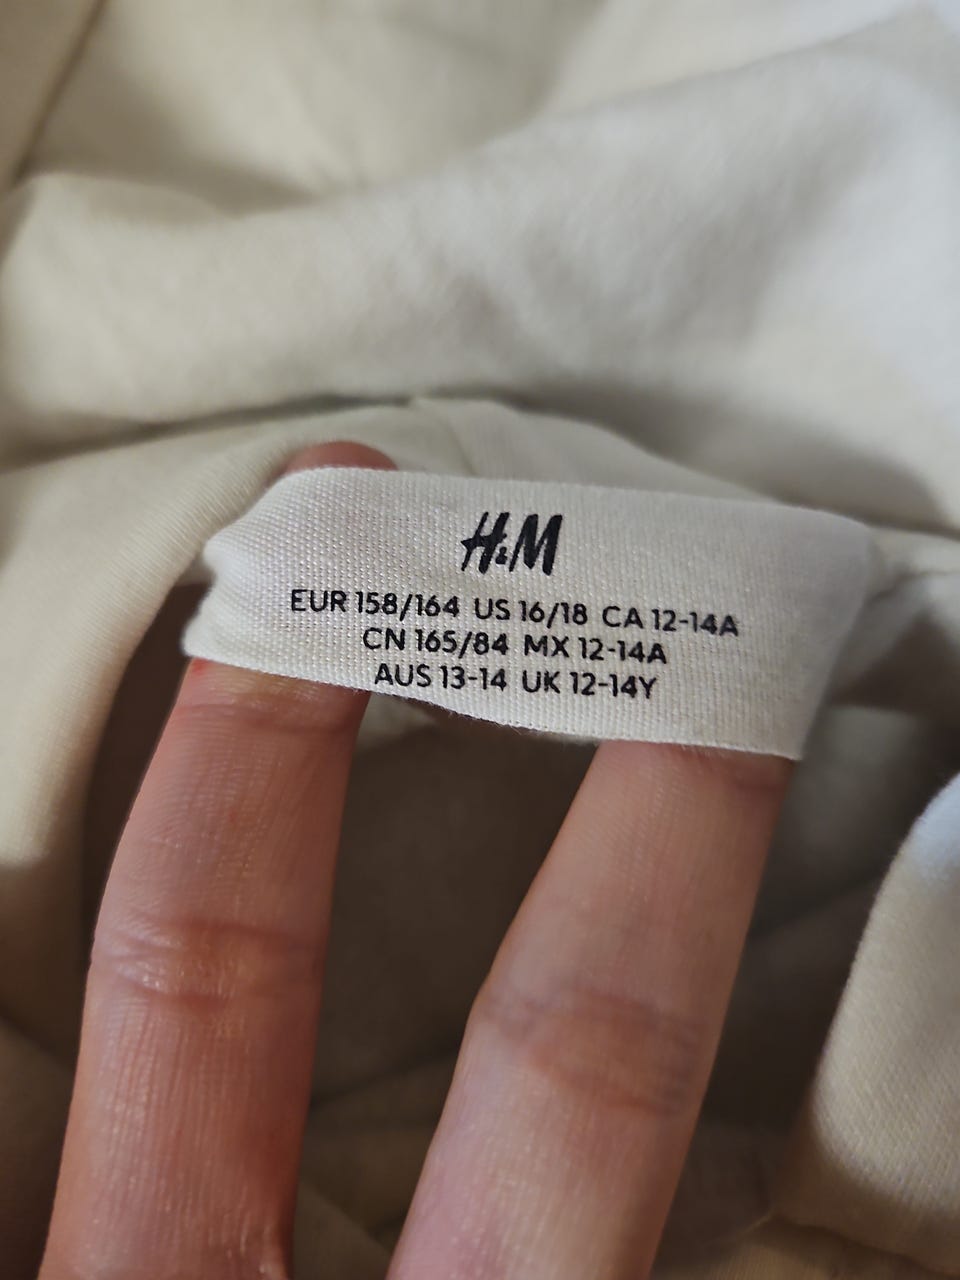 H&M
EUR 158/164 US 16/18 CA 12-14A
CN 165/84 MX 12-14A
AUS 13-14 UK 12-14Y